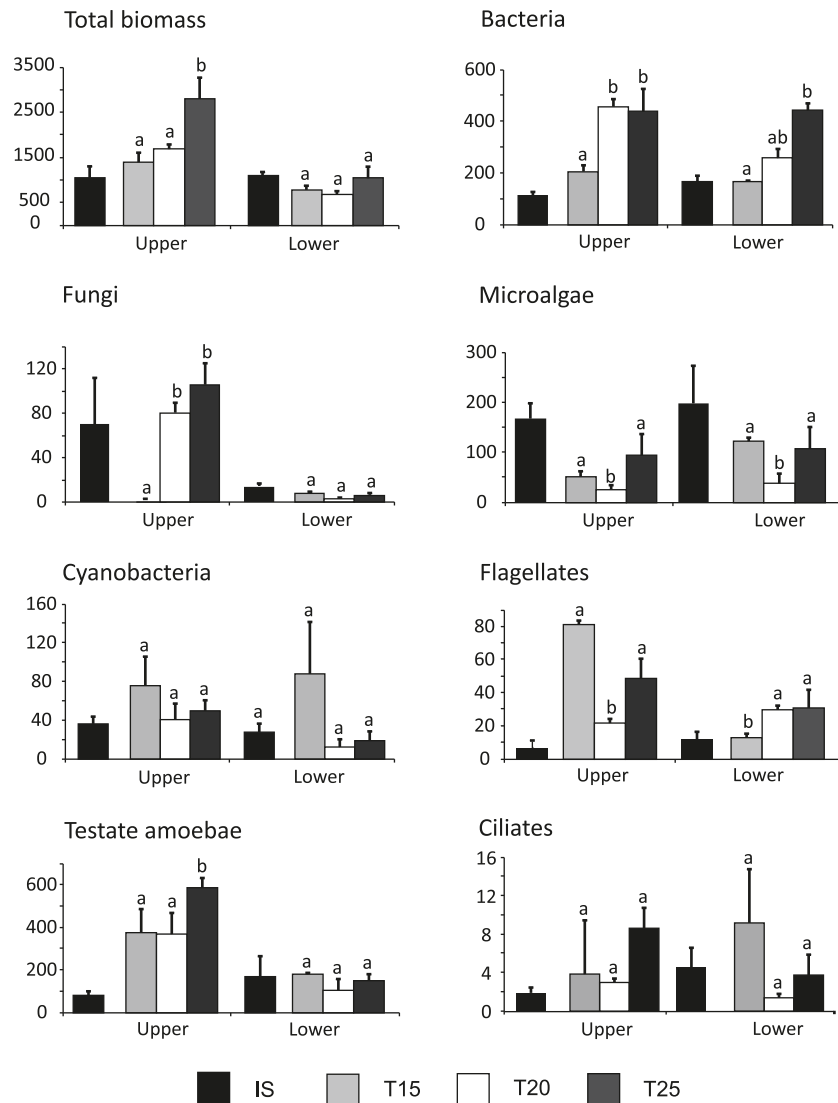 Total biomass
3500
2500
1500
500
0
b
a
a
a
a
a
Upper
Lower
Bacteria
600
400
200
0
b
b
a
b
ab
a
Upper
Lower
Fungi
120
80
40
0
b
b
a
a
a
a
Upper
Lower
Microalgae
300
200
100
0
a
a
b
a
a
b
Upper
Lower
Cyanobacteria
160
120
80
40
0
a
a
a
a
a
a
a
Upper
Lower
Flagellates
80
60
40
20
0
a
a
b
a
a
b
Upper
Lower
Testate amoebae
600
400
200
0
b
a
a
a
a
a
Upper
Lower
Ciliates
16
12
8
4
0
a
a
a
a
a
a
Upper
Lower
IS T15 T20 T25